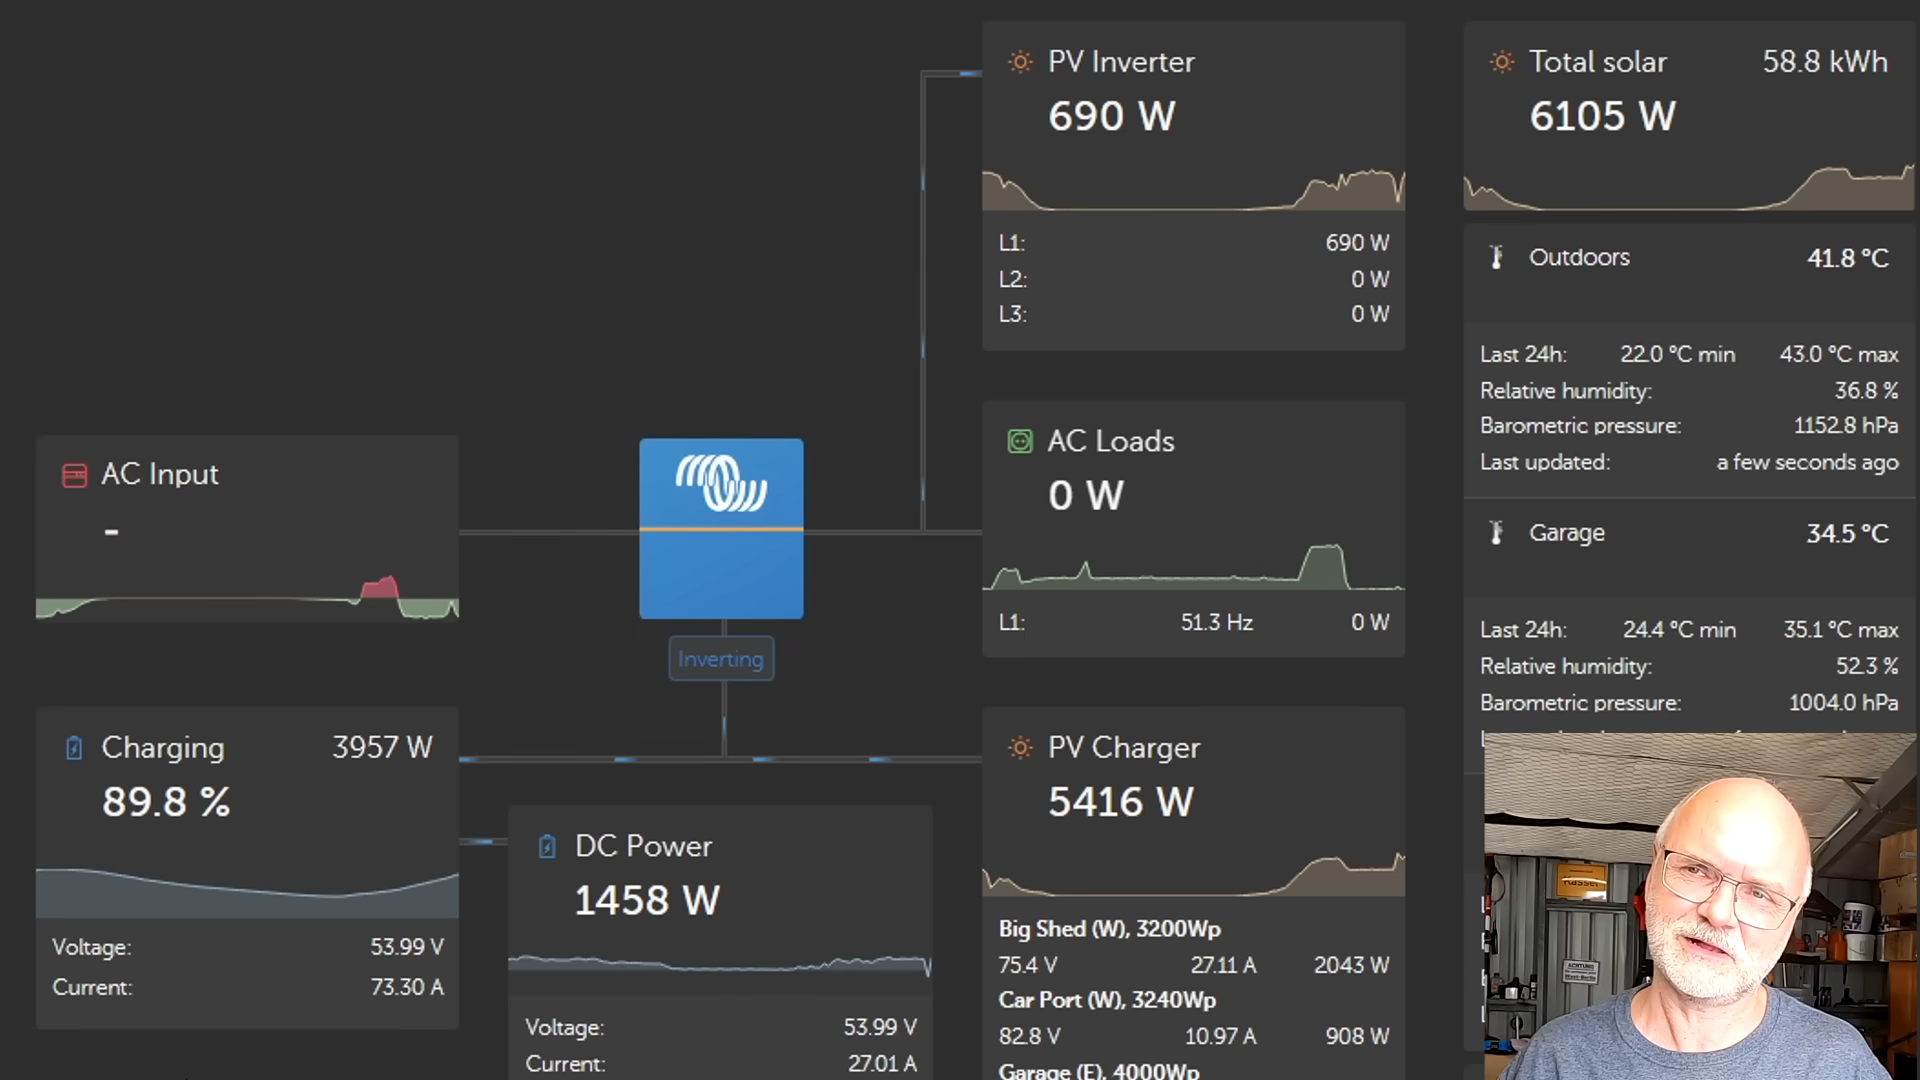 PV Inverter
690 W
L1: 690 W
L2: 0 W
L3: 0 W
Total solar 58.8 kWh
6105 W
Outdoors 41.8 °C
Last 24h: 22.0 °C min 43.0 °C max
Relative humidity: 36.8 %
Barometric pressure: 1152.8 hPa
Last updated: a few seconds ago
AC Input
-
Inverting
AC Loads
0 W
L1: 51.3 Hz 0 W
Garage 34.5 °C
Last 24h: 24.4 °C min 35.1 °C max
Relative humidity: 52.3 %
Barometric pressure: 1004.0 hPa
Charging 3957 W
89.8 %
Voltage: 53.99 V
Current: 73.30 A
DC Power
1458 W
Voltage: 53.99 V
Current: 27.01 A
PV Charger
5416 W
Big Shed (W), 3200Wp
75.4 V 27.11 A 2043 W
Car Port (W), 3240Wp
82.8 V 10.97 A 908 W
Garage (E), 4000Wp
ACHTUNG